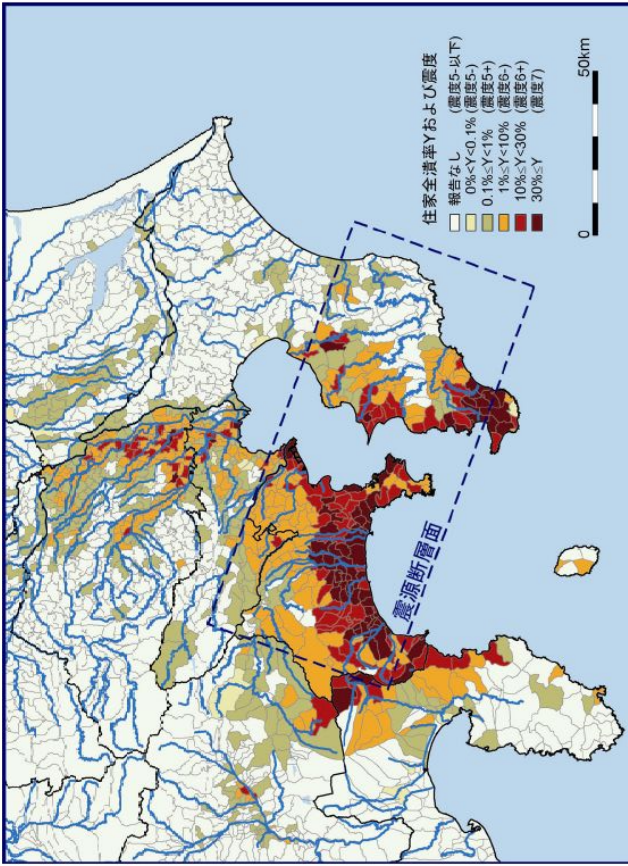 住家全潰率Yおよび震度
報告なし (震度5-以下)
0%<Y<0.1% (震度5-)
0.1%≤Y<1% (震度5+)
1%≤Y<10% (震度6-)
10%≤Y<30% (震度6+)
30%≤Y (震度7)
0 50km
震源断層面